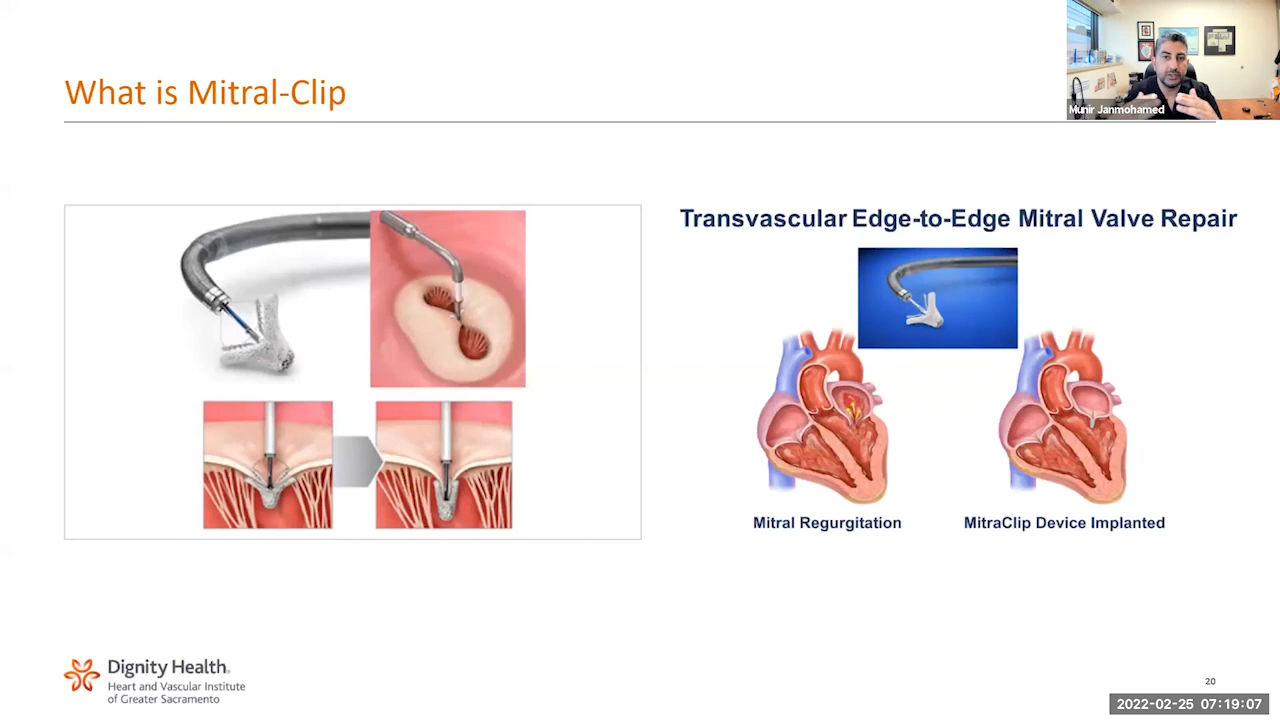 What is Mitral-Clip
Munir Janmohamed
Transvascular Edge-to-Edge Mitral Valve Repair
Mitral Regurgitation
MitraClip Device Implanted
Dignity Health.
Heart and Vascular Institute
of Greater Sacramento
20
2022-02-25 07:19:07